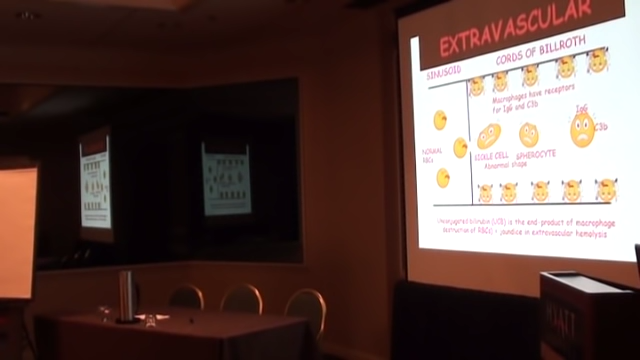 EXTRAVASCULAR
SINUSOID CORDS OF BILLROTH
Macrophages have receptors
for IgG and C3b
IgG
C3b
NORMAL
RBCs
SICKLE CELL SPHEROCYTE
Abnormal shape
Unconjugated bilirubin (UCB) is the end product of macrophage
destruction of RBCs = jaundice in extravascular hemolysis
HYATT